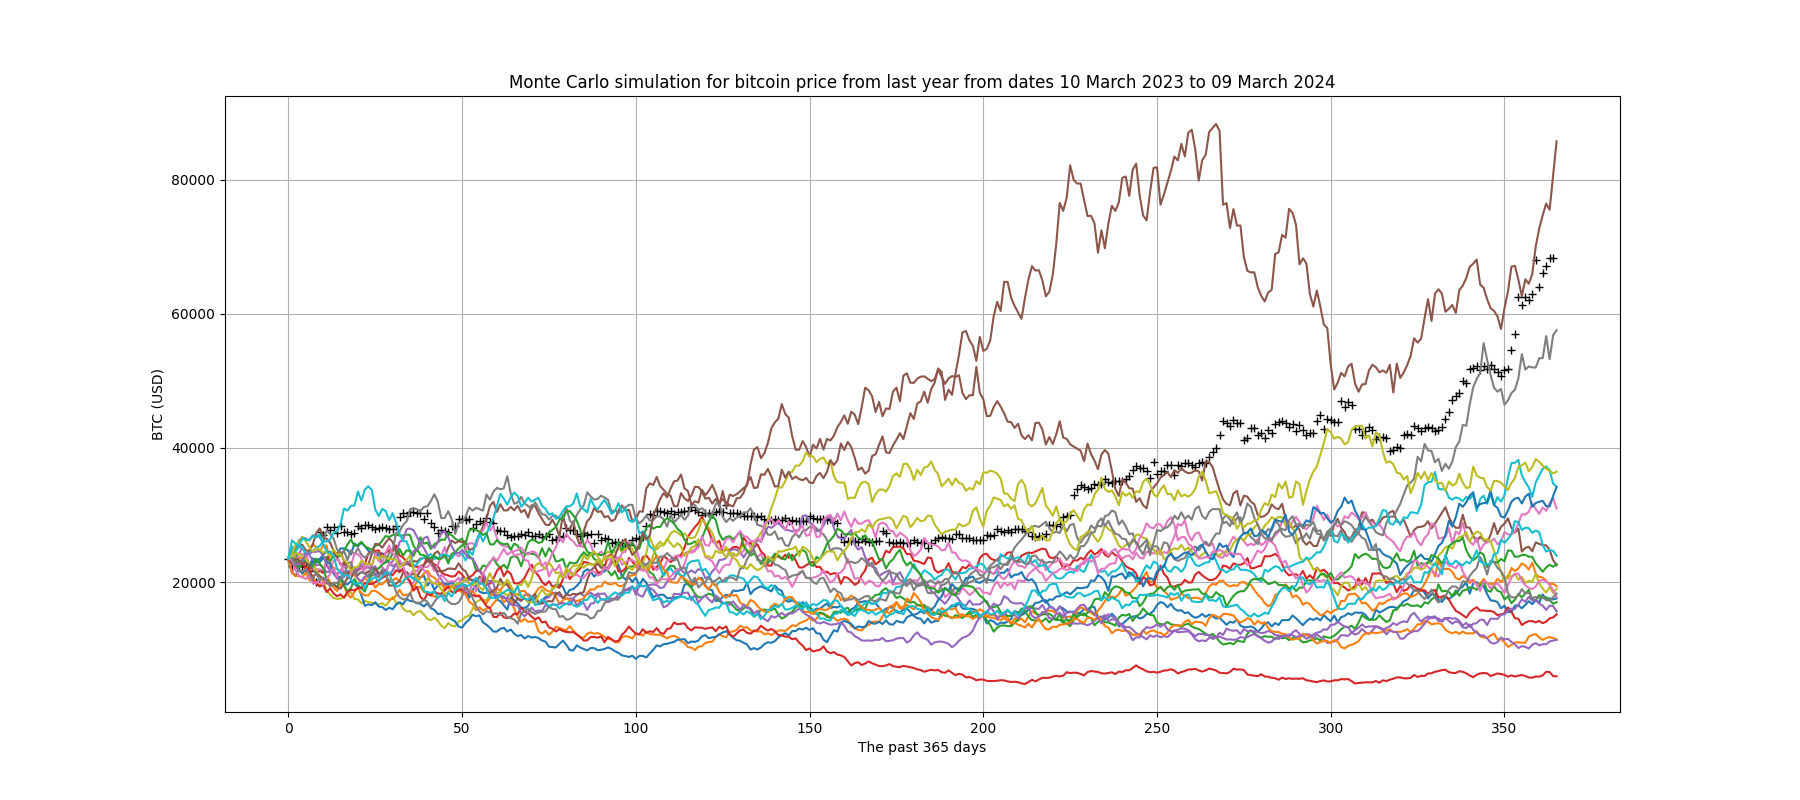 Monte Carlo simulation for bitcoin price from last year from dates 10 March 2023 to 09 March 2024
80000
60000
40000
20000
BTC (USD)
0 50 100 150 200 250 300 350
The past 365 days